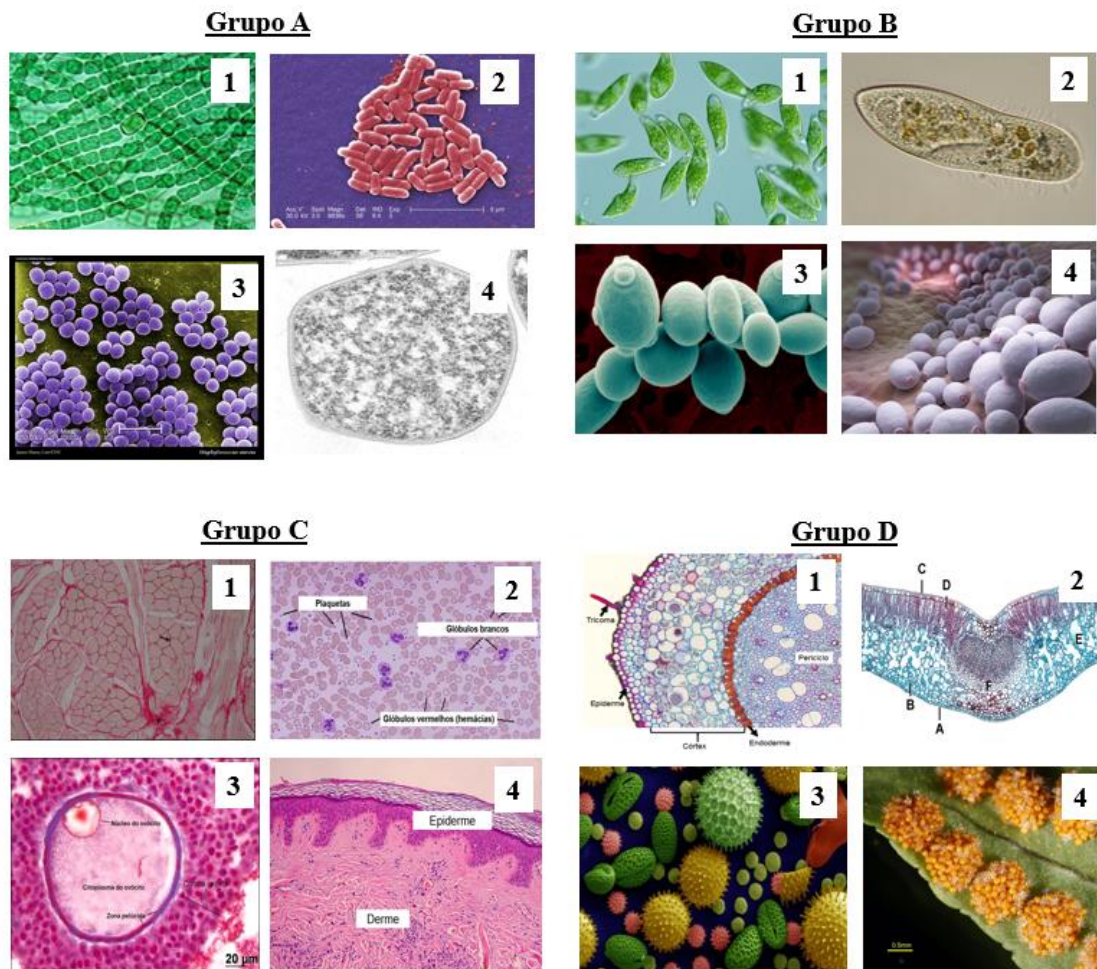 Grupo A
1
2
3
4
Grupo B
1
2
3
4
Grupo C
1
2
Plaquetas
Glóbulos brancos
Glóbulos vermelhos (hemácias)
3
Núcleo do ovócito
Citoplasma do ovócito
Zona pelúcida
20 µm
4
Epiderme
Derme
Grupo D
1
Tricoma
Epiderme
Córtex
Endoderme
Periciclo
2
C
D
E
F
B
A
3
4
0.5mm